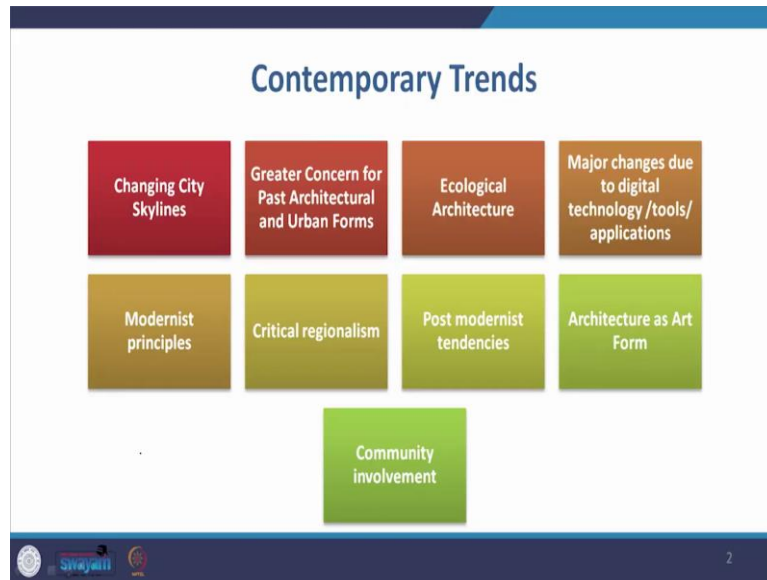 Contemporary Trends
Changing City
Skylines
Greater Concern for
Past Architectural
and Urban Forms
Ecological
Architecture
Major changes due
to digital
technology /tools/
applications
Modernist
principles
Critical regionalism
Post modernist
tendencies
Architecture as Art
Form
Community
involvement
swayam
2